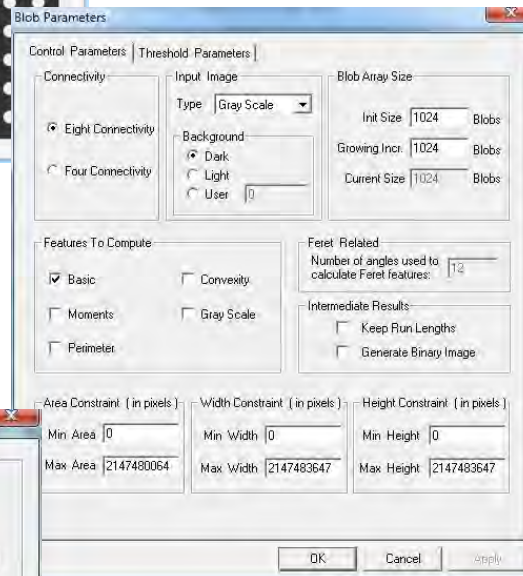 Blob Parameters
Control Parameters
Threshold Parameters
Connectivity
Eight Connectivity
Four Connectivity
Input Image
Type Gray Scale
Background
Dark
Light
User 0
Blob Array Size
Init Size 1024 Blobs
Growing Incr. 1024 Blobs
Current Size 1024 Blobs
Features To Compute
Basic
Convexity
Moments
Gray Scale
Perimeter
Feret Related
Number of angles used to
calculate Feret features: 12
Intermediate Results
Keep Run Lengths
Generate Binary Image
Area Constraint ( in pixels )
Min Area 0
Max Area 2147480064
Width Constraint ( in pixels )
Min Width 0
Max Width 2147483647
Height Constraint ( in pixels )
Min Height 0
Max Height 2147483647
OK
Cancel
Apply